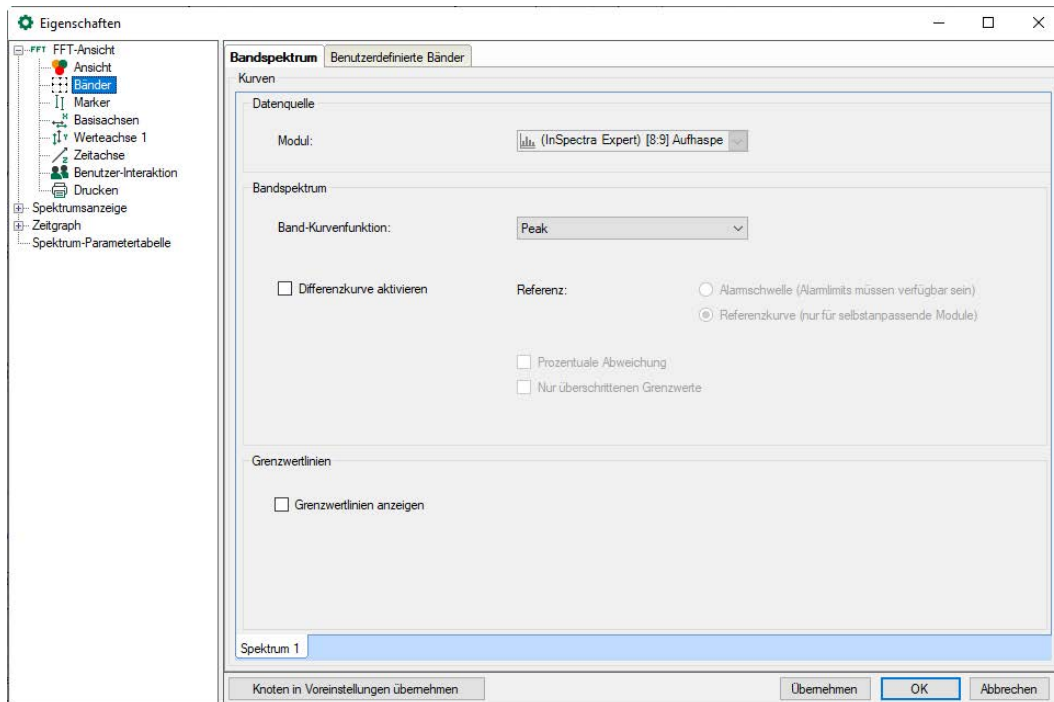 Eigenschaften
FFT FFT-Ansicht
Ansicht
Bänder
Marker
Basisachsen
Werteachse 1
Zeitachse
Benutzer-Interaktion
Drucken
Spektrumsanzeige
Zeitgraph
Spektrum-Parametertabelle
Bandspektrum Benutzerdefinierte Bänder
Kurven
Datenquelle
Modul: (InSpectra Expert) [8:9] Aufhaspe
Bandspektrum
Band-Kurvenfunktion: Peak
Differenzkurve aktivieren Referenz: Alarmschwelle (Alarmlimits müssen verfügbar sein)
Referenzkurve (nur für selbstanpassende Module)
Prozentuale Abweichung
Nur überschrittenen Grenzwerte
Grenzwertlinien
Grenzwertlinien anzeigen
Spektrum 1
Knoten in Voreinstellungen übernehmen Übernehmen OK Abbrechen